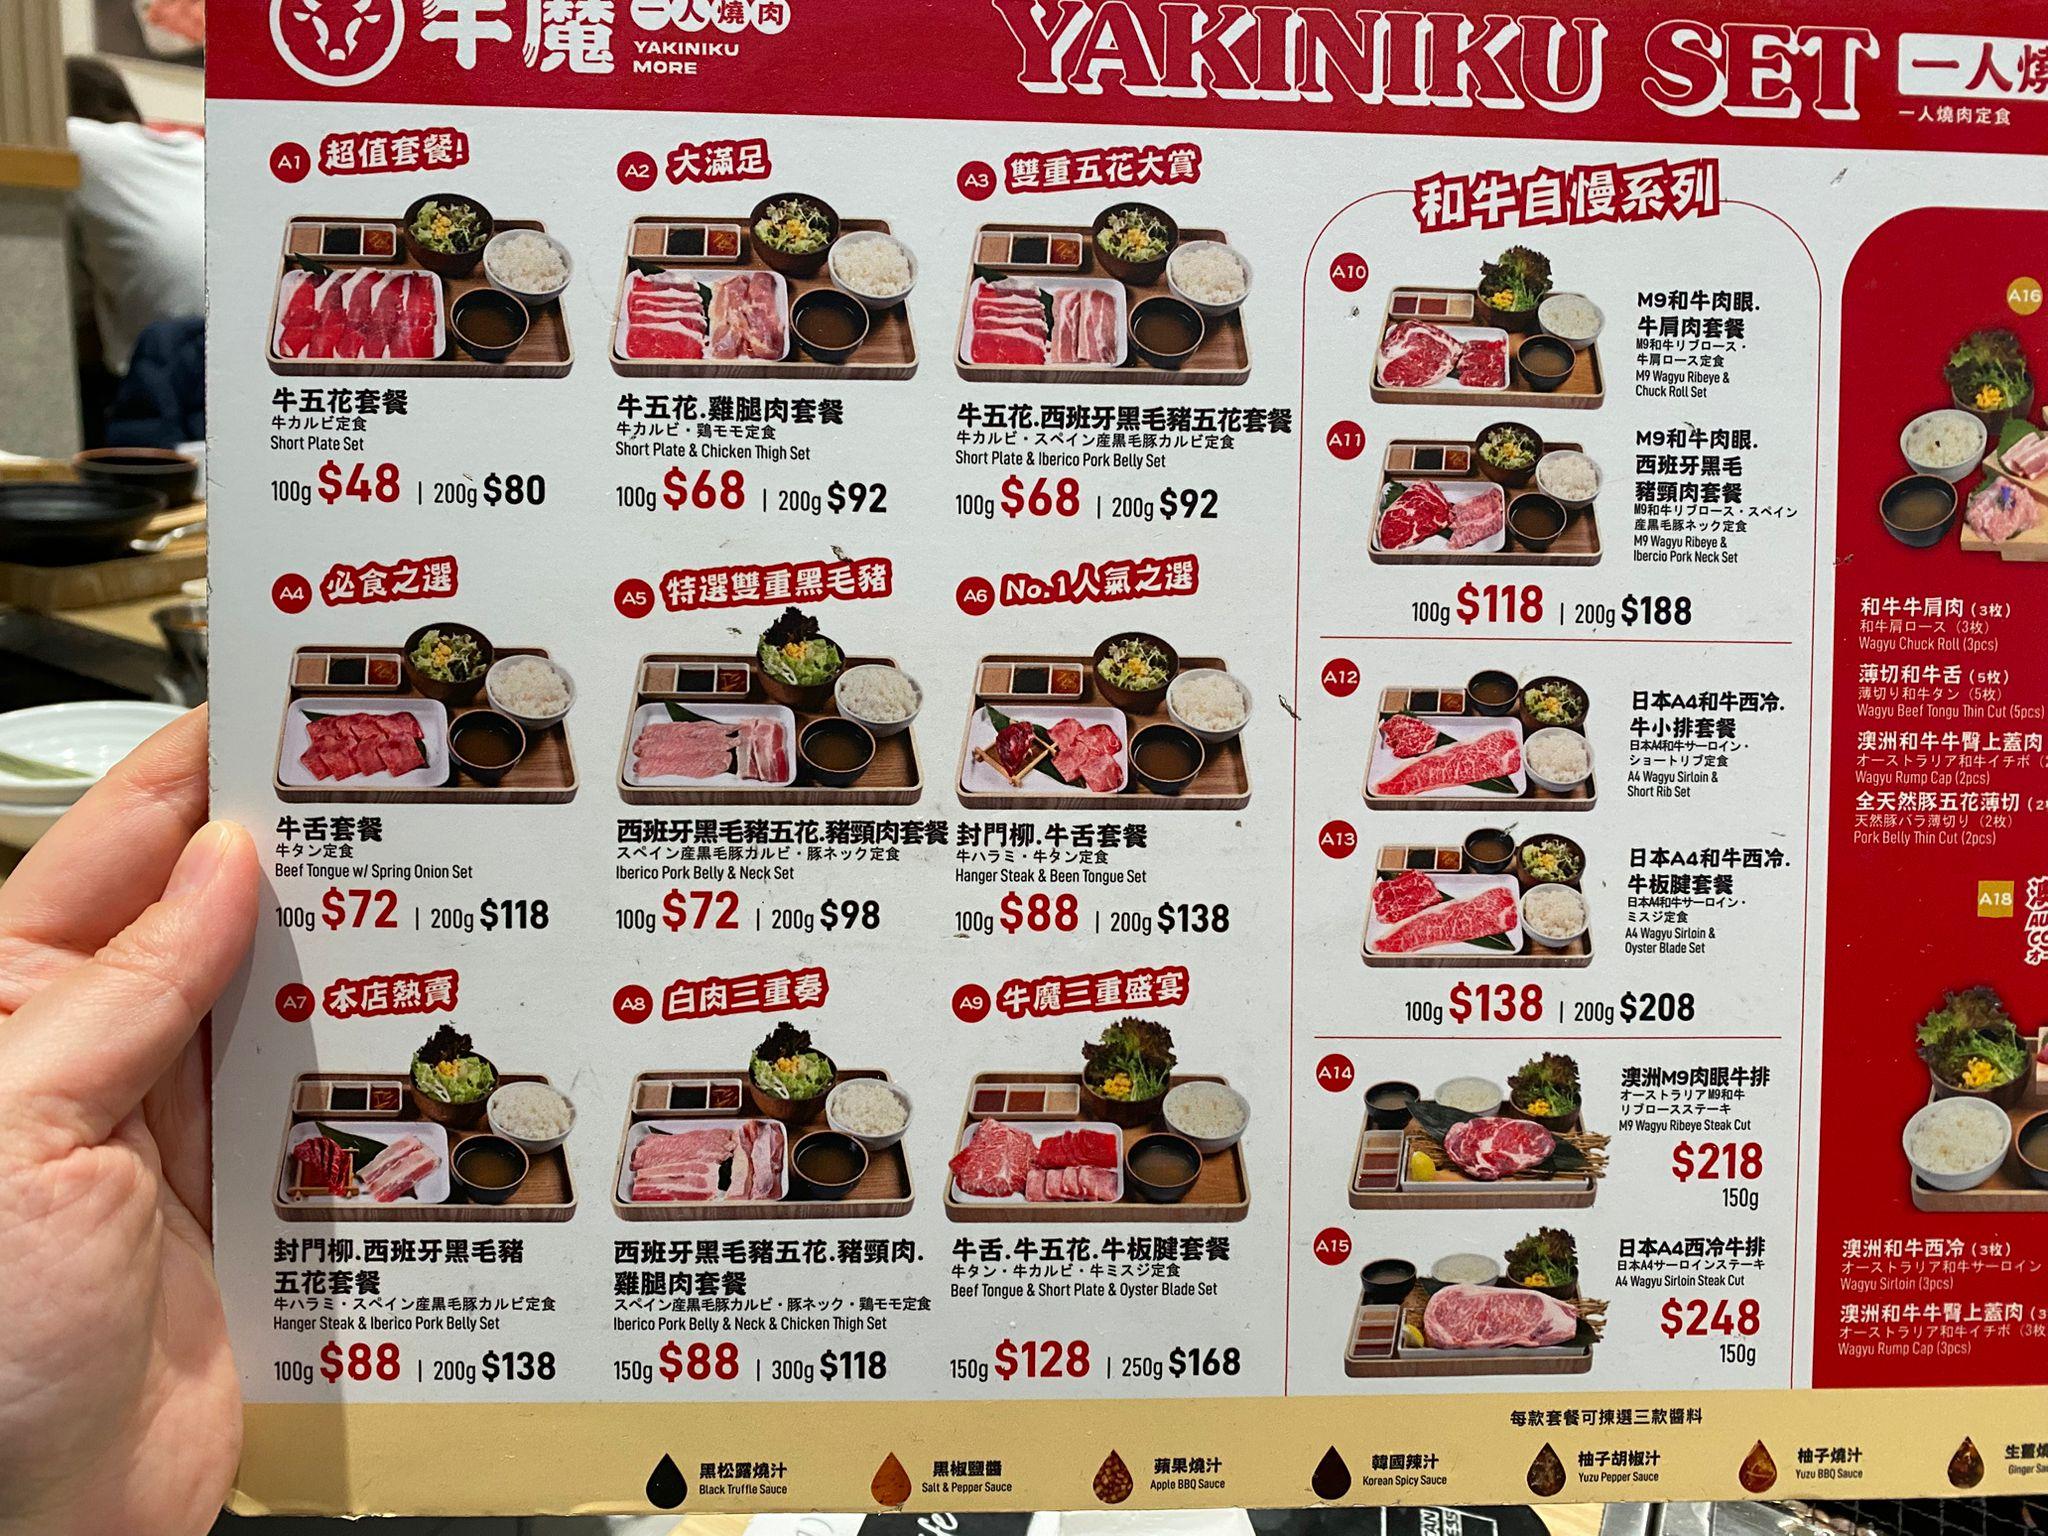 牛魔 一人燒肉
YAKINIKU
MORE
YAKINIKU SET
一人燒
一人燒肉定食
A1 超值套餐!
牛五花套餐
牛カルビ定食
Short Plate Set
100g $48 | 200g $80
A2 大滿足
牛五花.雞腿肉套餐
牛カルビ・鶏モモ定食
Short Plate & Chicken Thigh Set
100g $68 | 200g $92
A3 雙重五花大賞
牛五花.西班牙黑毛豬五花套餐
牛カルビ・スペイン産黒毛豚カルビ定食
Short Plate & Iberico Pork Belly Set
100g $68 | 200g $92
A4 必食之選
牛舌套餐
牛タン定食
Beef Tongue w/ Spring Onion Set
100g $72 | 200g $118
A5 特選雙重黑毛豬
西班牙黑毛豬五花.豬頸肉套餐
スペイン産黒毛豚カルビ・豚ネック定食
Iberico Pork Belly & Neck Set
100g $72 | 200g $98
A6 No.1人氣之選
封門柳.牛舌套餐
牛ハラミ・牛タン定食
Hanger Steak & Been Tongue Set
100g $88 | 200g $138
A7 本店熱賣
封門柳.西班牙黑毛豬
五花套餐
牛ハラミ・スペイン産黒毛豚カルビ定食
Hanger Steak & Iberico Pork Belly Set
100g $88 | 200g $138
A8 白肉三重奏
西班牙黑毛豬五花.豬頸肉.
雞腿肉套餐
スペイン産黒毛豚カルビ・豚ネック・鶏モモ定食
Iberico Pork Belly & Neck & Chicken Thigh Set
150g $88 | 300g $118
A9 牛魔三重盛宴
牛舌.牛五花.牛板腱套餐
牛タン・牛カルビ・牛ミスジ定食
Beef Tongue & Short Plate & Oyster Blade Set
150g $128 | 250g $168
和牛自慢系列
A10
M9和牛肉眼.
牛肩肉套餐
M9和牛リブロース・
牛肩ロース定食
M9 Wagyu Ribeye &
Chuck Roll Set
A11
M9和牛肉眼.
西班牙黑毛
豬頸肉套餐
M9和牛リブロース・スペイン
産黒毛豚ネック定食
M9 Wagyu Ribeye &
Ibercio Pork Neck Set
100g $118 | 200g $188
A12
日本A4和牛西冷.
牛小排套餐
日本A4和牛サーロイン・
ショートリブ定食
A4 Wagyu Sirloin &
Short Rib Set
A13
日本A4和牛西冷.
牛板腱套餐
日本A4和牛サーロイン・
ミスジ定食
A4 Wagyu Sirloin &
Oyster Blade Set
100g $138 | 200g $208
A14
澳洲M9肉眼牛排
オーストラリアM9和牛
リブロースステーキ
M9 Wagyu Ribeye Steak Cut
$218
150g
A15
日本A4西冷牛排
日本A4サーロインステーキ
A4 Wagyu Sirloin Steak Cut
$248
150g
A16
和牛牛肩肉（3枚）
和牛肩ロース（3枚）
Wagyu Chuck Roll (3pcs)
薄切和牛舌（5枚）
薄切り和牛タン（5枚）
Wagyu Beef Tongu Thin Cut (5pcs)
澳洲和牛牛臀上蓋肉
オーストラリア和牛イチボ
Wagyu Rump Cap (2pcs)
全天然豚五花薄切
天然豚バラ薄切り（2枚）
Pork Belly Thin Cut (2pcs)
A18
澳洲和牛西冷（3枚）
オーストラリア和牛サーロイン
Wagyu Sirloin (3pcs)
澳洲和牛牛臀上蓋肉（3
オーストラリア和牛イチボ（3枚
Wagyu Rump Cap (3pcs)
每款套餐可揀選三款醬料
黑松露燒汁
Black Truffle Sauce
黑椒鹽醬
Salt & Pepper Sauce
蘋果燒汁
Apple BBQ Sauce
韓國辣汁
Korean Spicy Sauce
柚子胡椒汁
Yuzu Pepper Sauce
柚子燒汁
Yuzu BBQ Sauce
生薑
Ginger